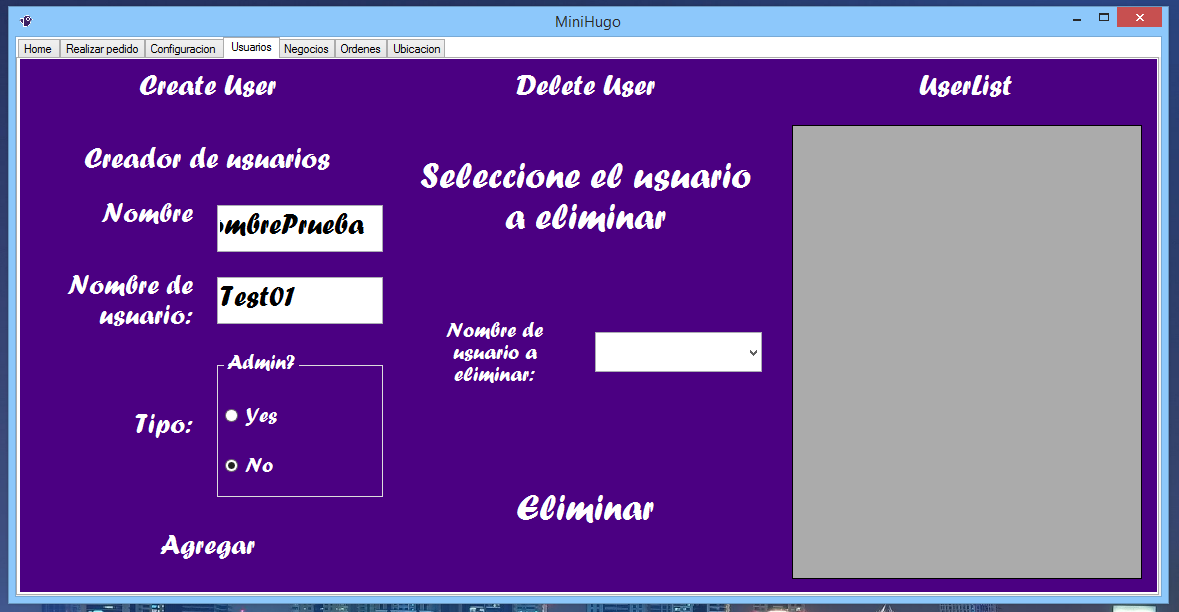 MiniHugo
Home
Realizar pedido
Configuracion
Usuarios
Negocios
Ordenes
Ubicacion
Create User
Creador de usuarios
Nombre
ombrePrueba
Nombre de
usuario:
Test01
Tipo:
Admin?
Yes
No
Agregar
Delete User
Seleccione el usuario
a eliminar
Nombre de
usuario a
eliminar:
Eliminar
UserList